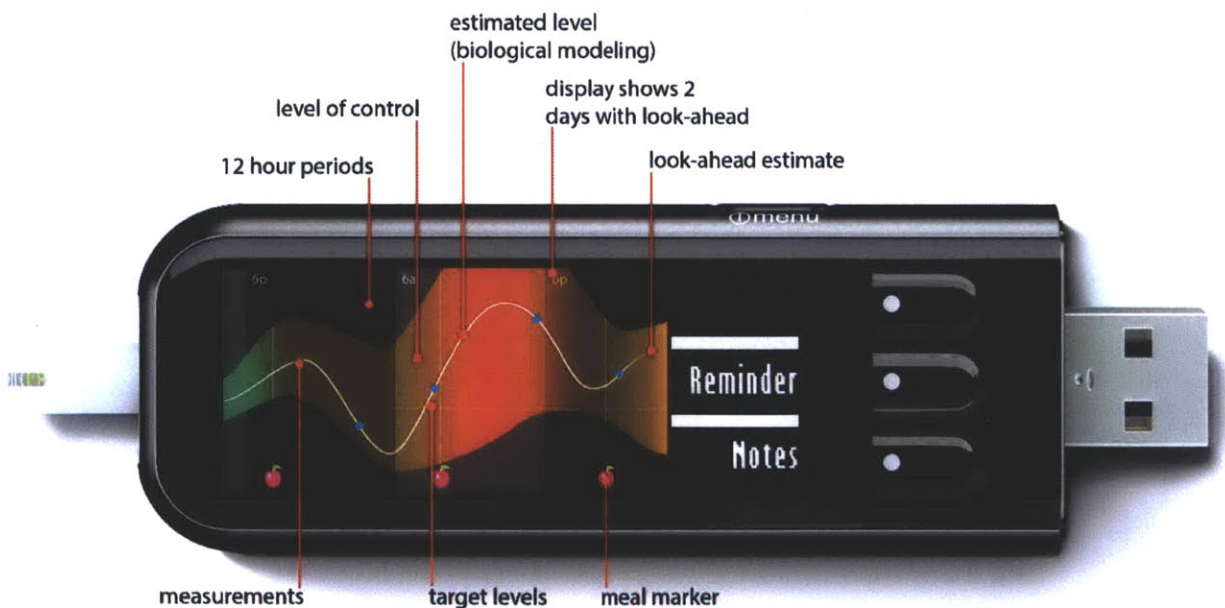 estimated level
(biological modeling)
display shows 2
days with look-ahead
level of control
look-ahead estimate
12 hour periods
menu
6p
6a
6p
Reminder
Notes
measurements
target levels
meal marker